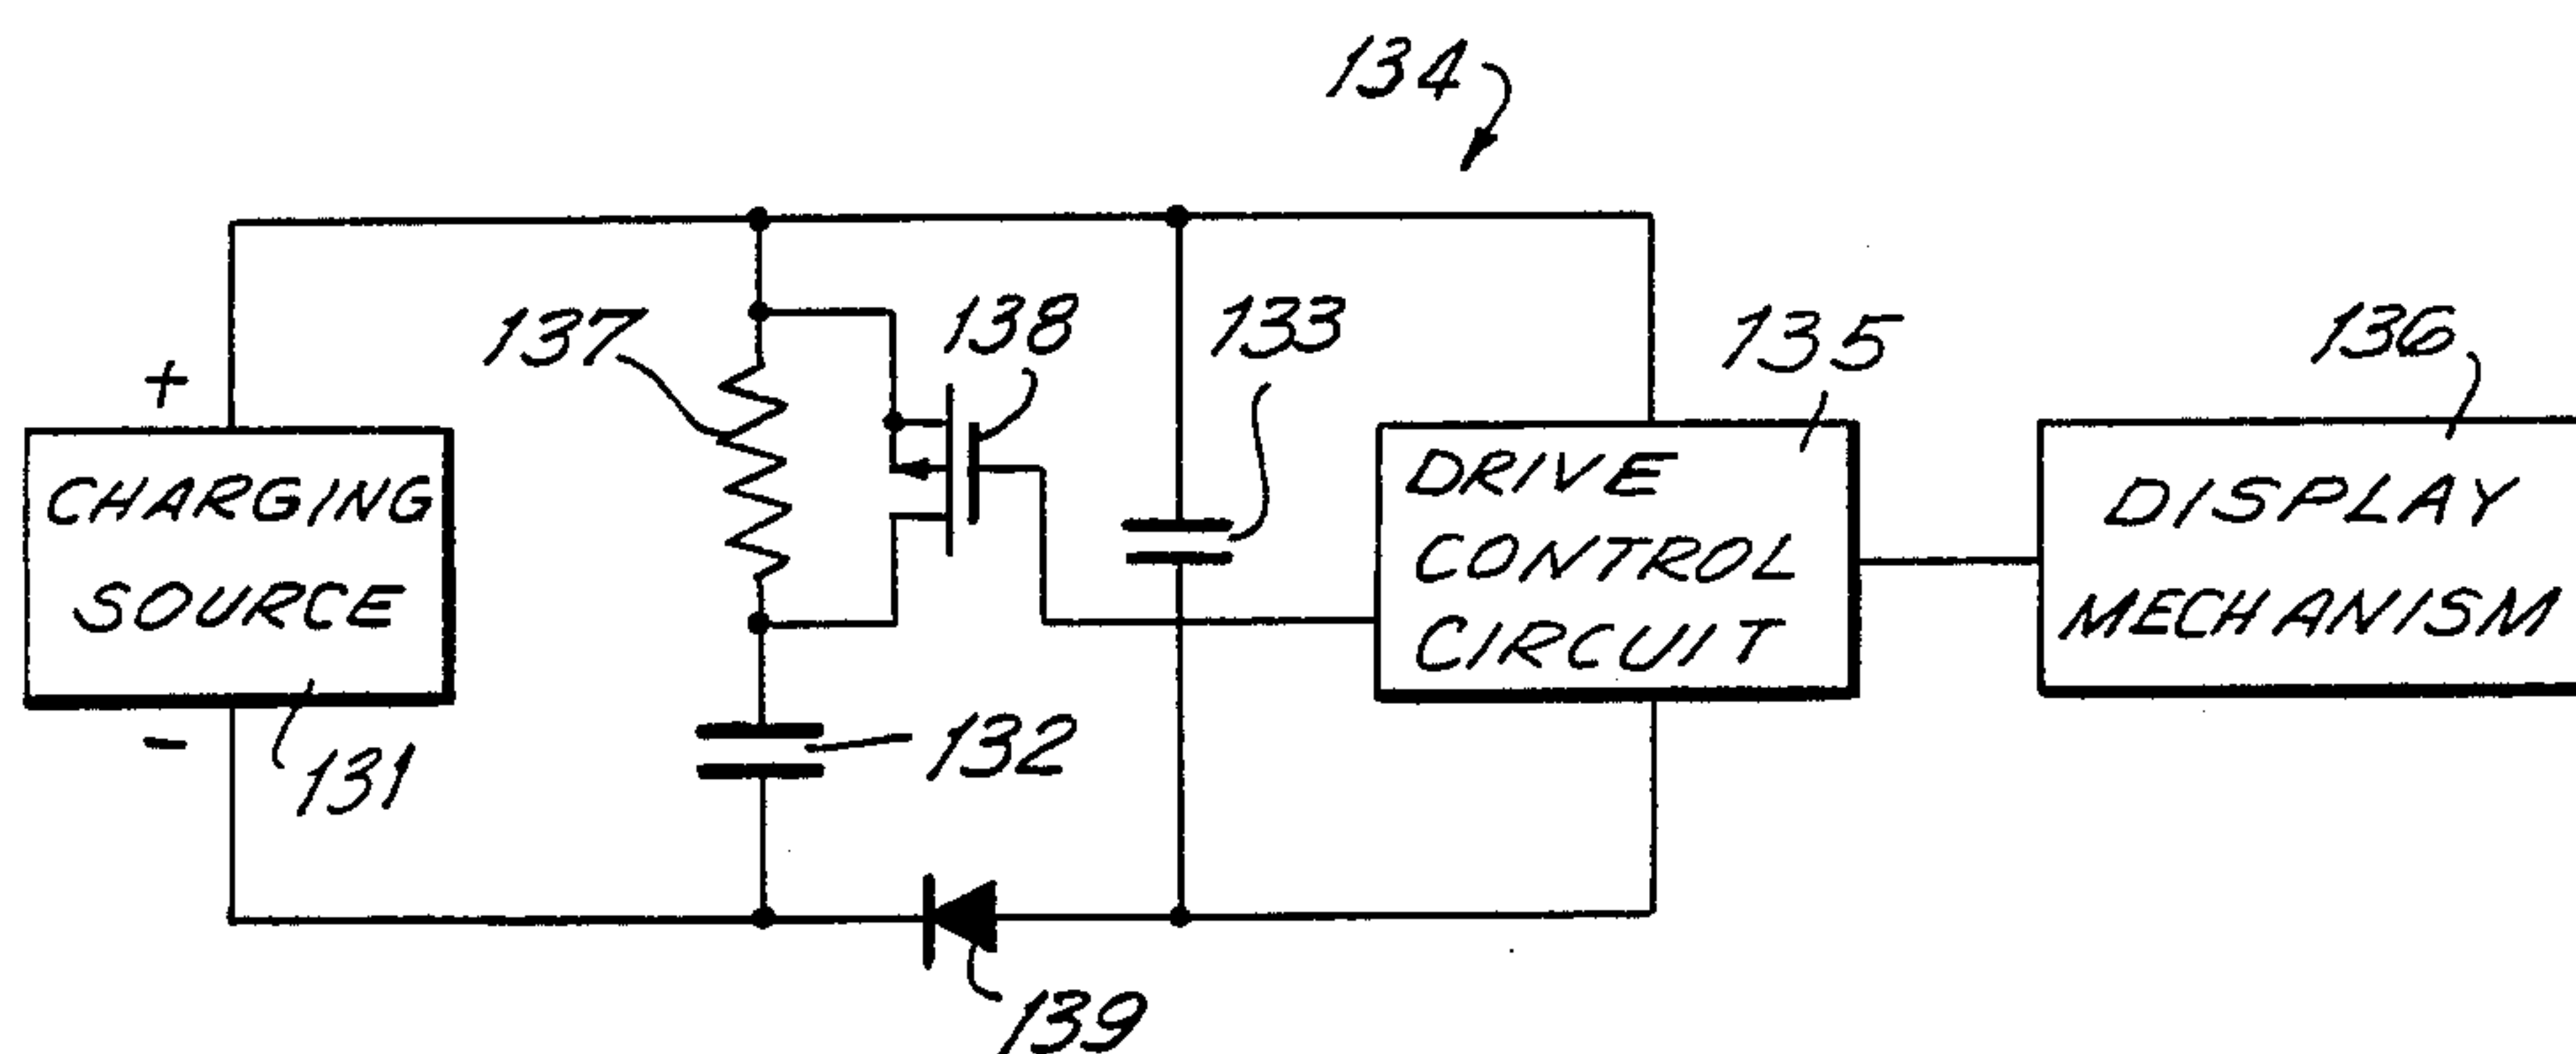 134
137
138
133
135
136
+
CHARGING
SOURCE
-
131
DRIVE
CONTROL
CIRCUIT
DISPLAY
MECHANISM
132
139